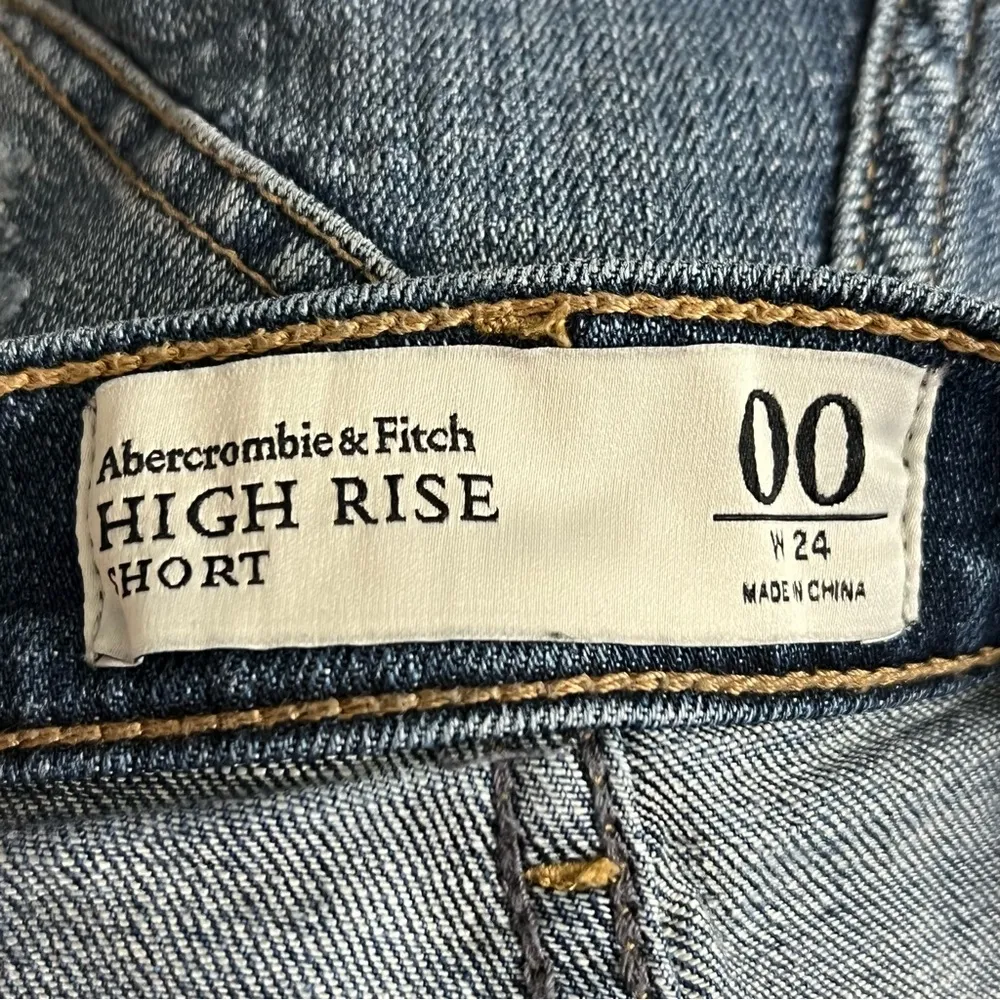 Abercrombie & Fitch
HIGH RISE
SHORT
00
W 24
MADE IN CHINA